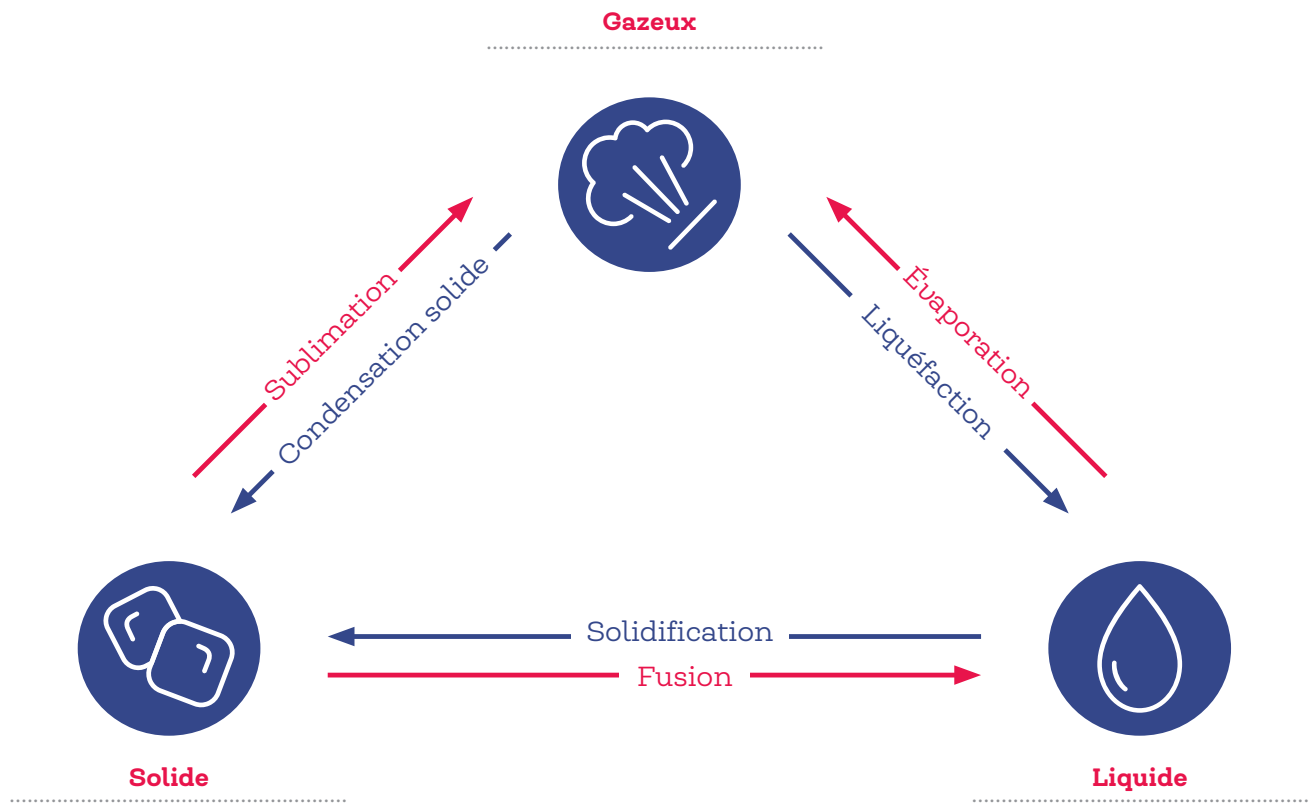 Gazeux
Sublimation
Condensation solide
Évaporation
Liquéfaction
Solidification
Fusion
Solide
Liquide